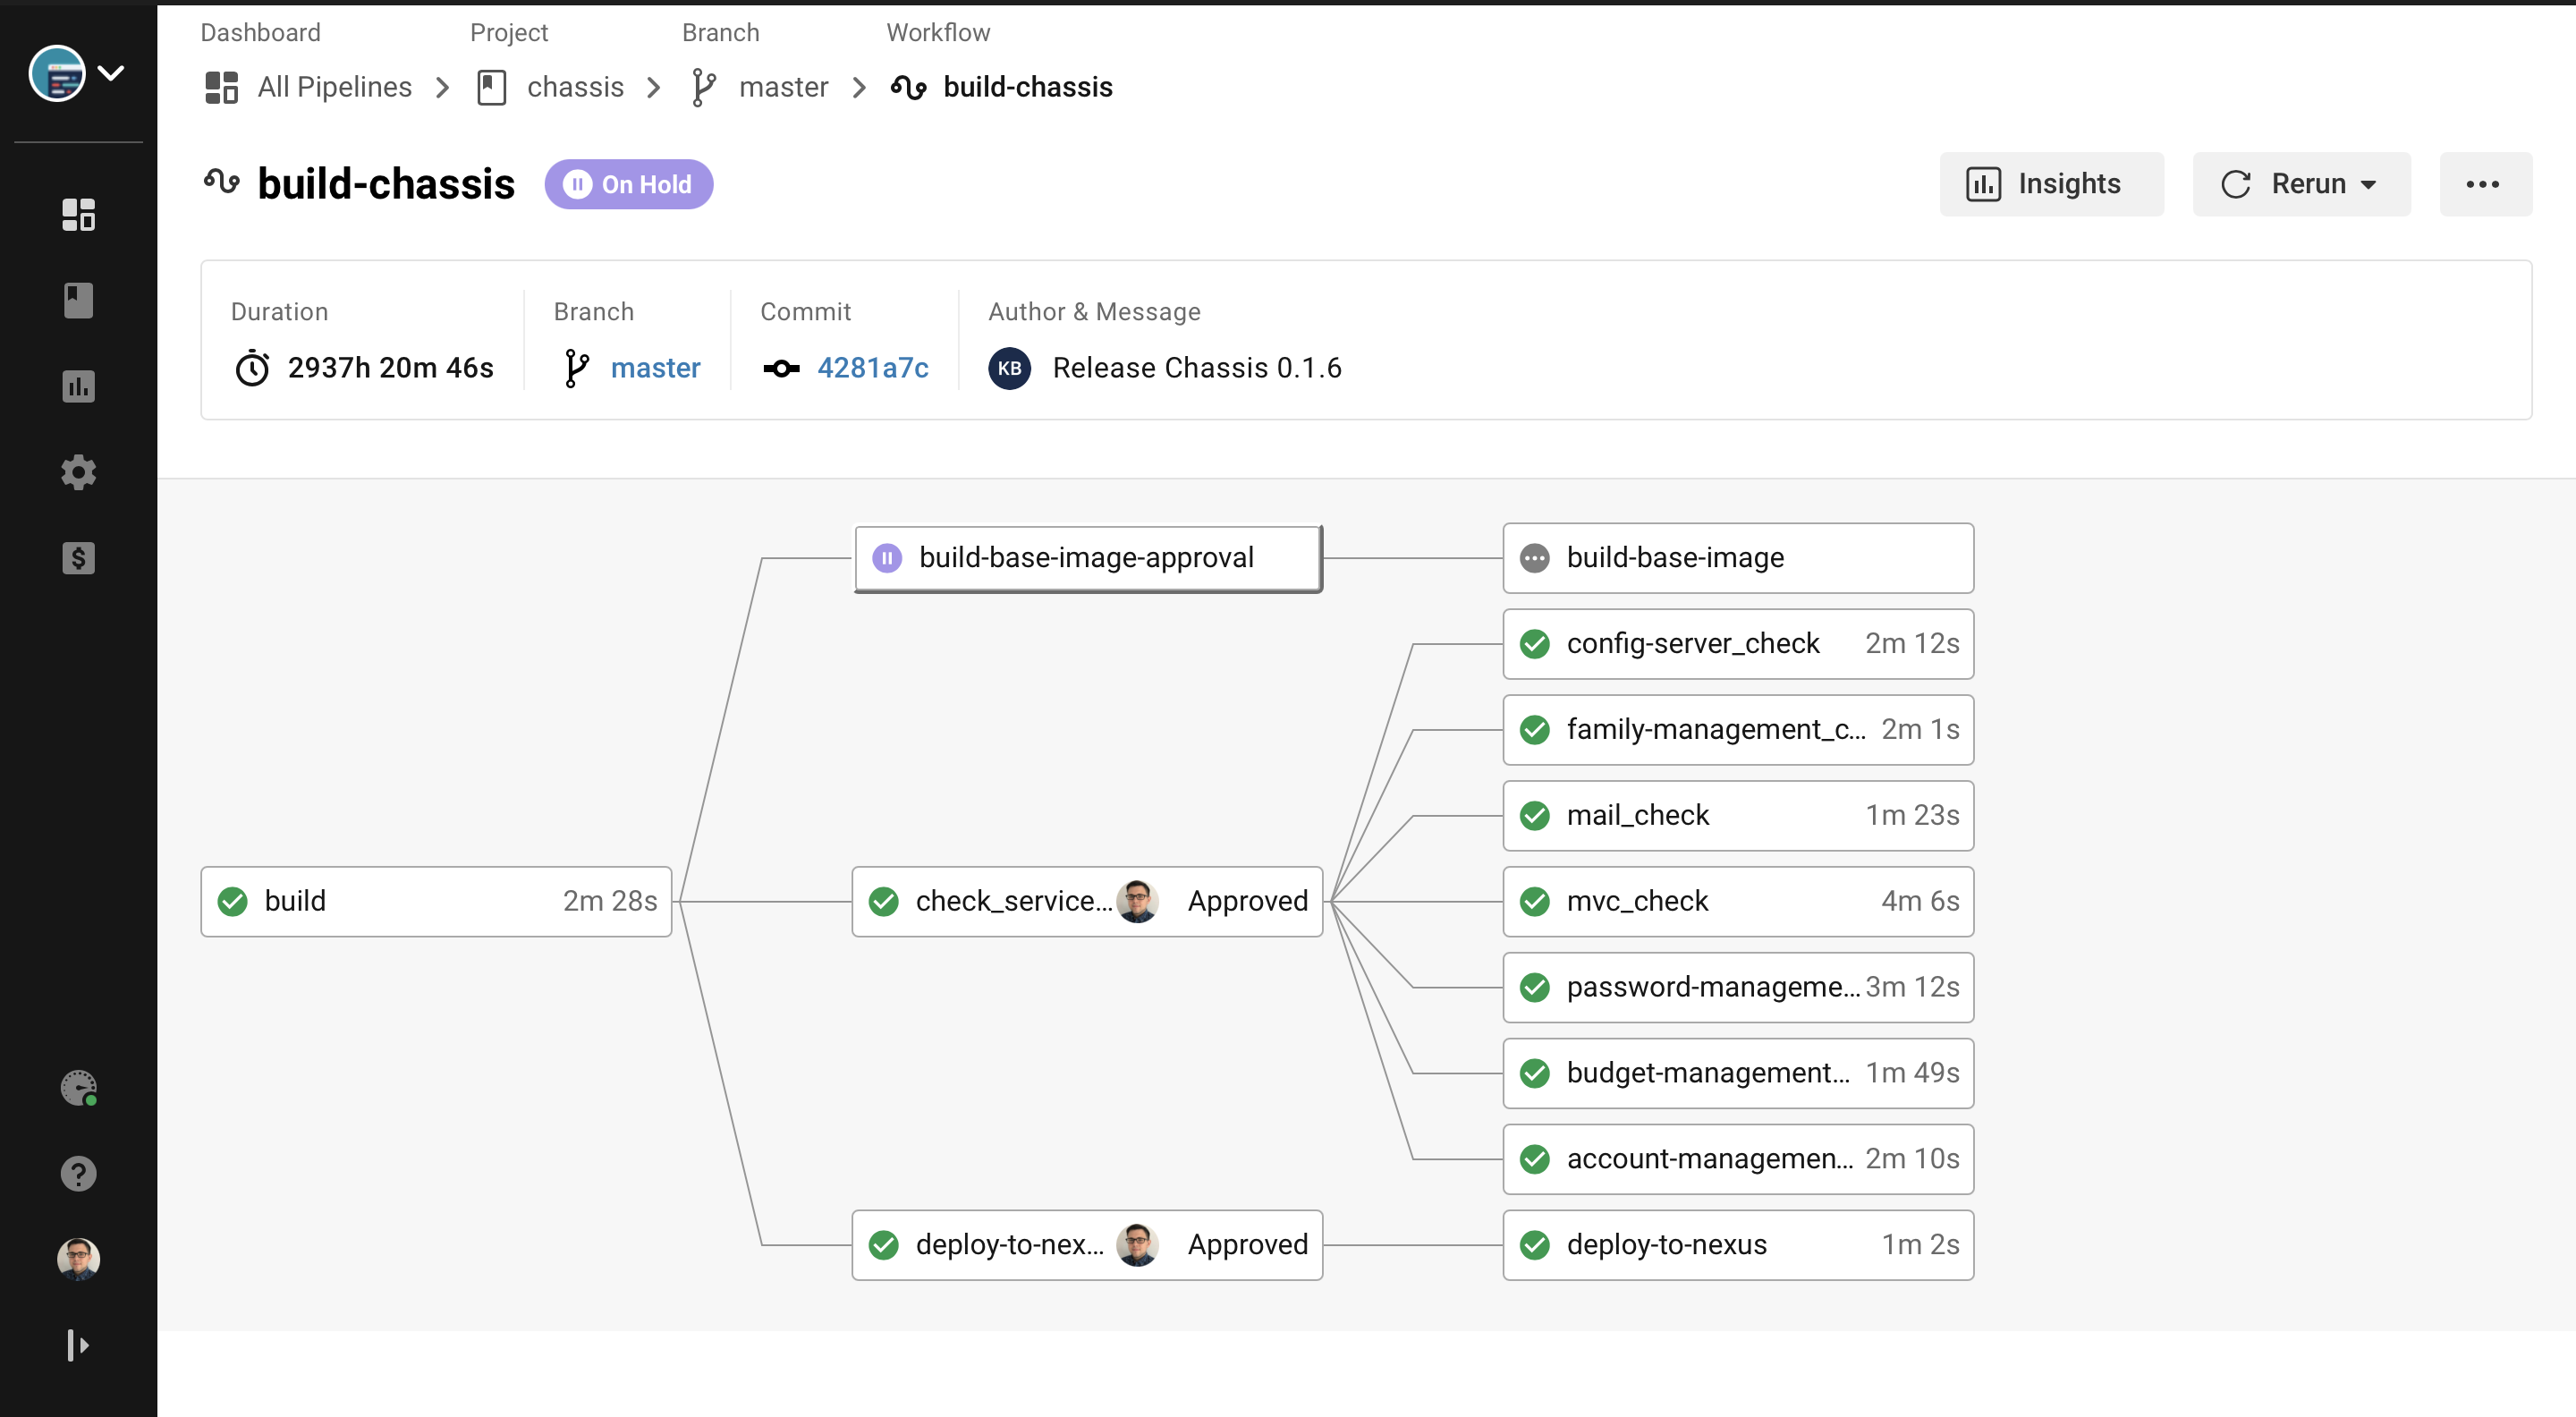 Dashboard Project Branch Workflow
All Pipelines chassis master build-chassis
build-chassis On Hold Insights Rerun
Duration Branch Commit Author & Message
2937h 20m 46s master 4281a7c KB Release Chassis 0.1.6
build-base-image-approval build-base-image
config-server_check 2m 12s
family-management_c... 2m 1s
mail_check 1m 23s
build 2m 28s check_service... Approved mvc_check 4m 6s
password-manageme... 3m 12s
budget-management... 1m 49s
account-managemen... 2m 10s
deploy-to-nex... Approved deploy-to-nexus 1m 2s